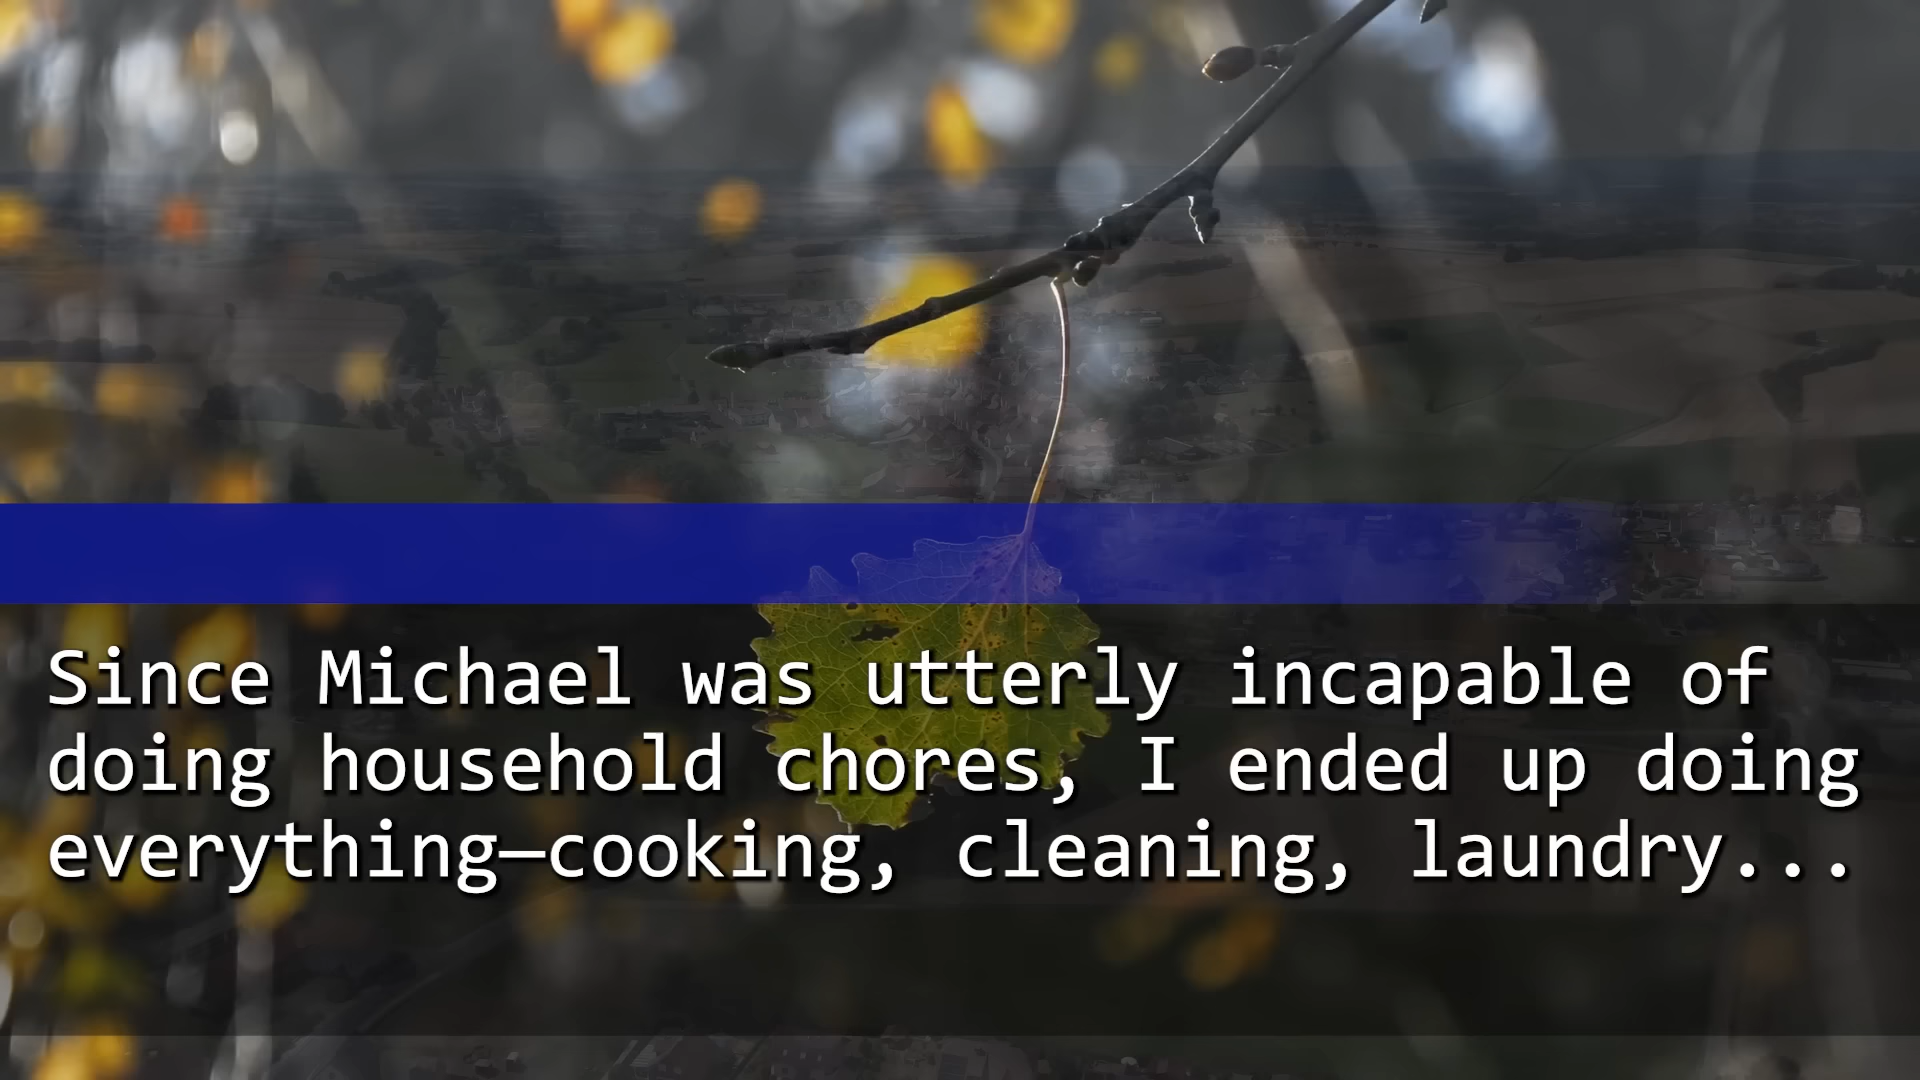 Since Michael was utterly incapable of
doing household chores, I ended up doing
everything—cooking, cleaning, laundry...